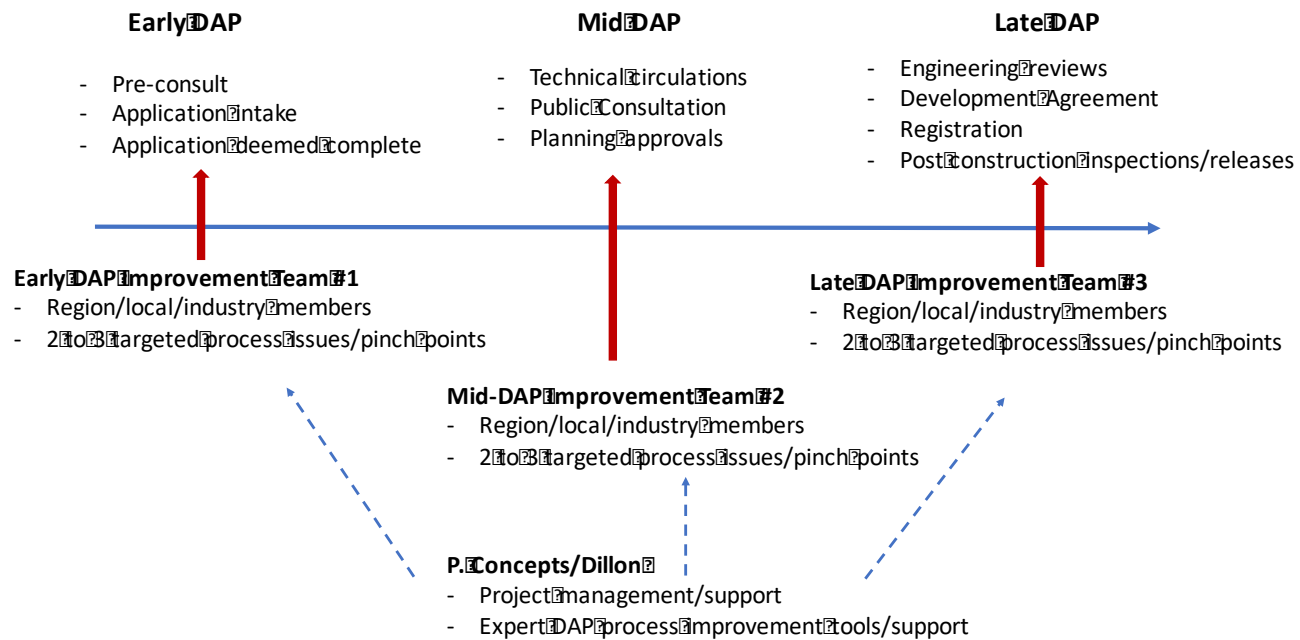 Early DAP
- Pre-consult
- Application intake
- Application deemed complete
Mid DAP
- Technical circulations
- Public Consultation
- Planning approvals
Late DAP
- Engineering reviews
- Development Agreement
- Registration
- Post construction inspections/releases
Early DAP Improvement Team #1
- Region/local/industry members
- 2 to 3 targeted process issues/pinch points
Mid-DAP Improvement Team #2
- Region/local/industry members
- 2 to 3 targeted process issues/pinch points
Late DAP Improvement Team #3
- Region/local/industry members
- 2 to 3 targeted process issues/pinch points
P. Concepts/Dillon
- Project management/support
- Expert DAP process improvement tools/support